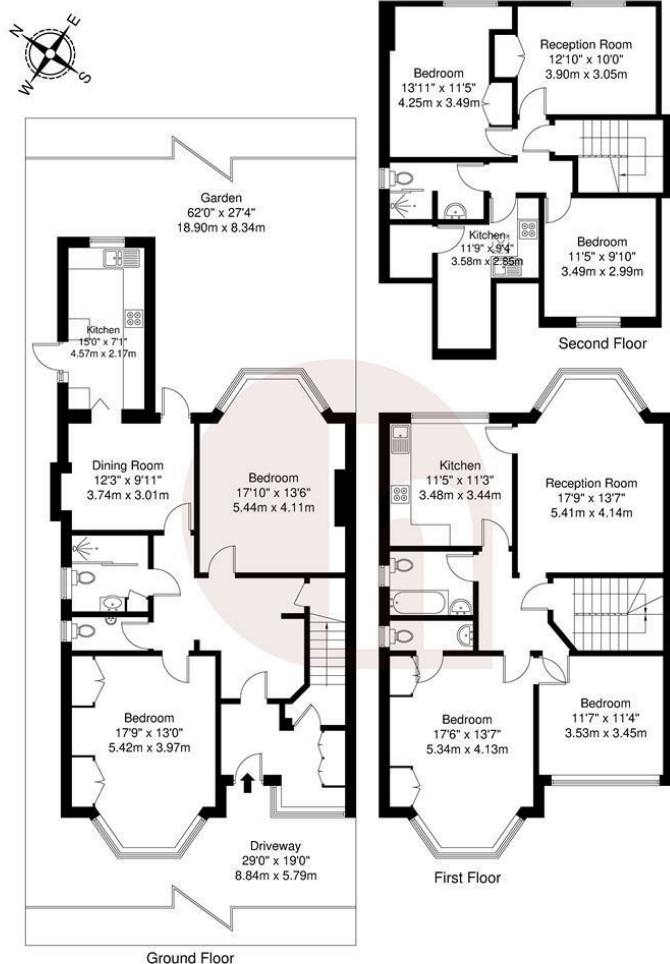 N
E
S
W
Garden
62'0" x 27'4"
18.90m x 8.34m
Kitchen
15'0" x 7'1"
4.57m x 2.17m
Dining Room
12'3" x 9'11"
3.74m x 3.01m
Bedroom
17'10" x 13'6"
5.44m x 4.11m
Bedroom
17'9" x 13'0"
5.42m x 3.97m
Driveway
29'0" x 19'0"
8.84m x 5.79m
Ground Floor
Bedroom
13'11" x 11'5"
4.25m x 3.49m
Reception Room
12'10" x 10'0"
3.90m x 3.05m
Kitchen
11'9" x 9'4"
3.58m x 2.85m
Bedroom
11'5" x 9'10"
3.49m x 2.99m
Second Floor
Kitchen
11'5" x 11'3"
3.48m x 3.44m
Reception Room
17'9" x 13'7"
5.41m x 4.14m
Bedroom
17'6" x 13'7"
5.34m x 4.13m
Bedroom
11'7" x 11'4"
3.53m x 3.45m
First Floor